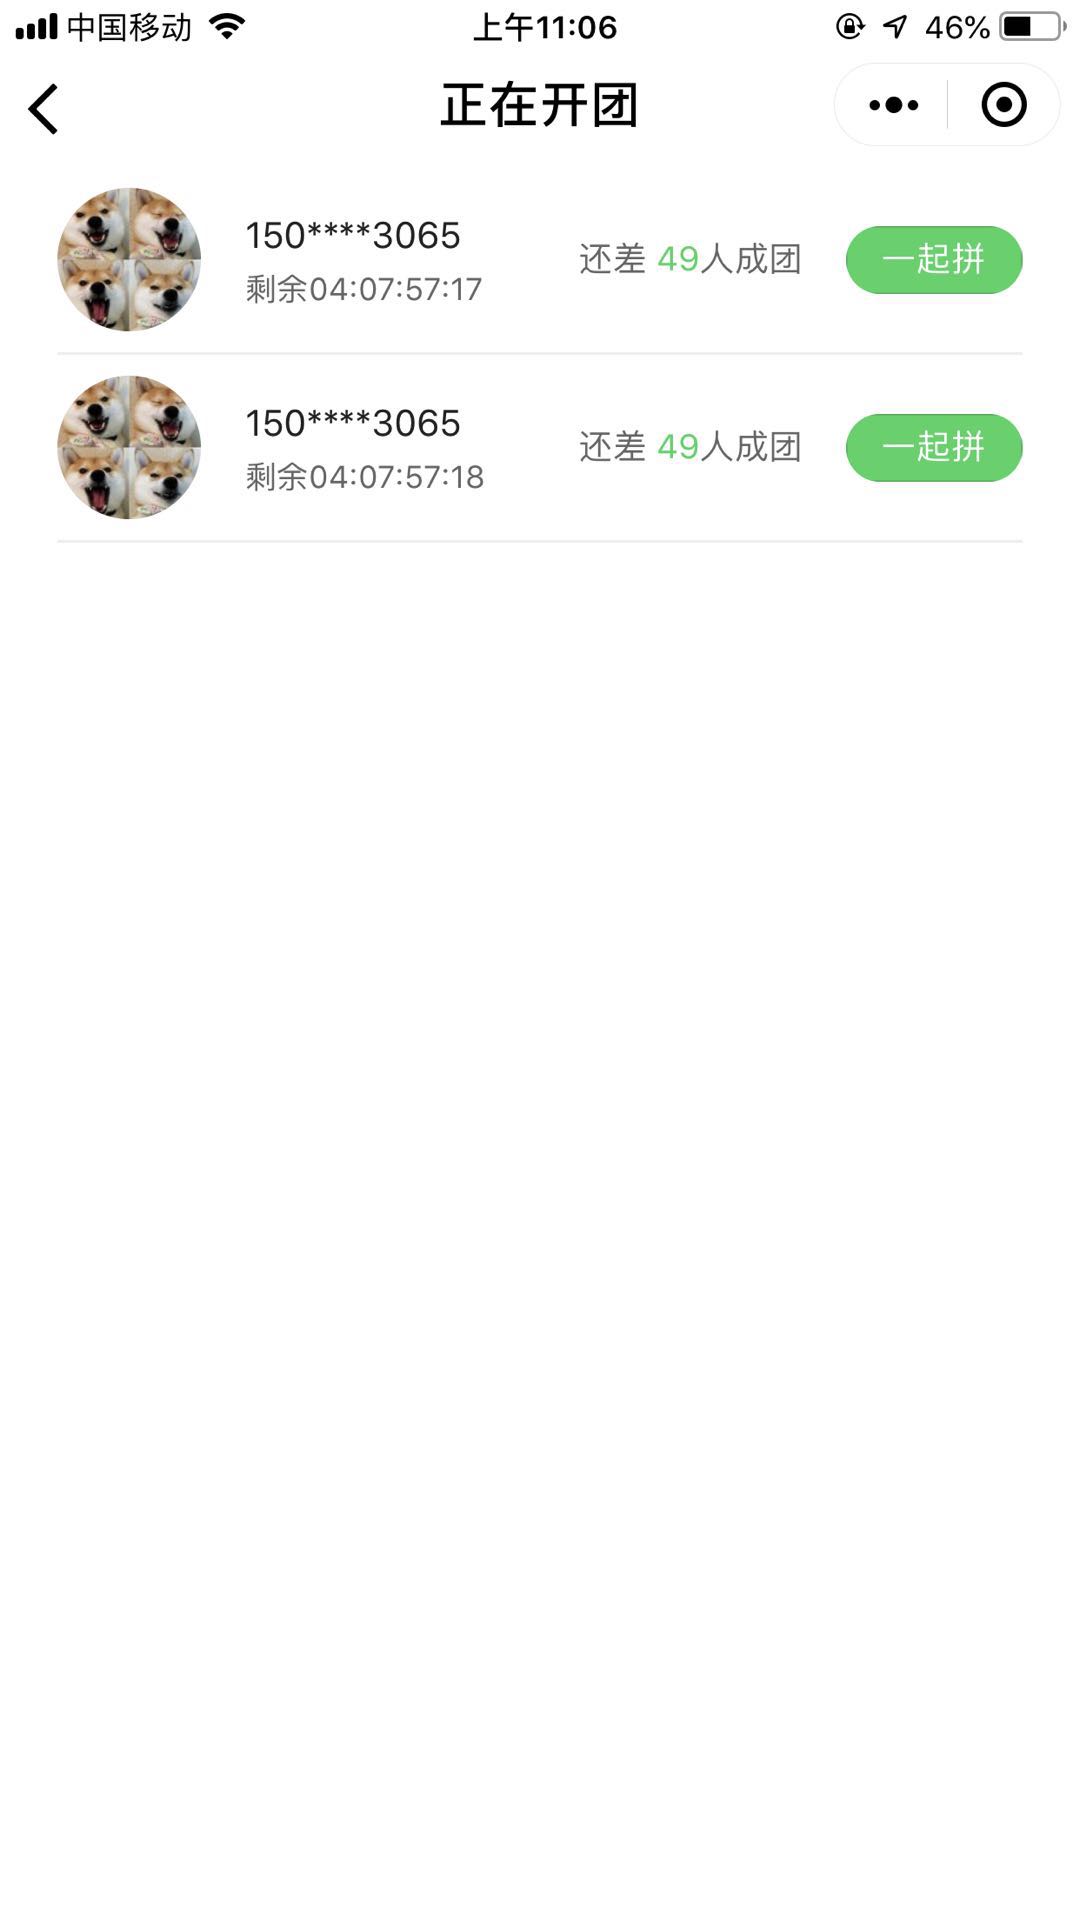 中国移动 上午11:06 46%
正在开团
150****3065
剩余04:07:57:17
还差 49人成团
一起拼
150****3065
剩余04:07:57:18
还差 49人成团
一起拼